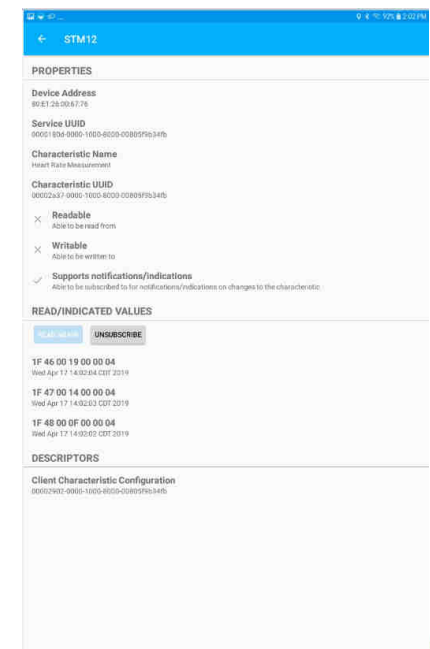 92% 2:02 PM
STM12
PROPERTIES
Device Address
80:E1:26:00:67:76
Service UUID
0000180d-0000-1000-8000-00805f9b34fb
Characteristic Name
Heart Rate Measurement
Characteristic UUID
00002a37-0000-1000-8000-00805f9b34fb
Readable
Able to be read from
Writable
Able to be written to
Supports notifications/indications
Able to be subscribed to for notifications/indications on changes to the characteristic
READ/INDICATED VALUES
READ AGAIN UNSUBSCRIBE
1F 46 00 19 00 00 04
Wed Apr 17 14:02:04 CDT 2019
1F 47 00 14 00 00 04
Wed Apr 17 14:02:03 CDT 2019
1F 48 00 0F 00 00 04
Wed Apr 17 14:02:02 CDT 2019
DESCRIPTORS
Client Characteristic Configuration
00002902-0000-1000-8000-00805f9b34fb